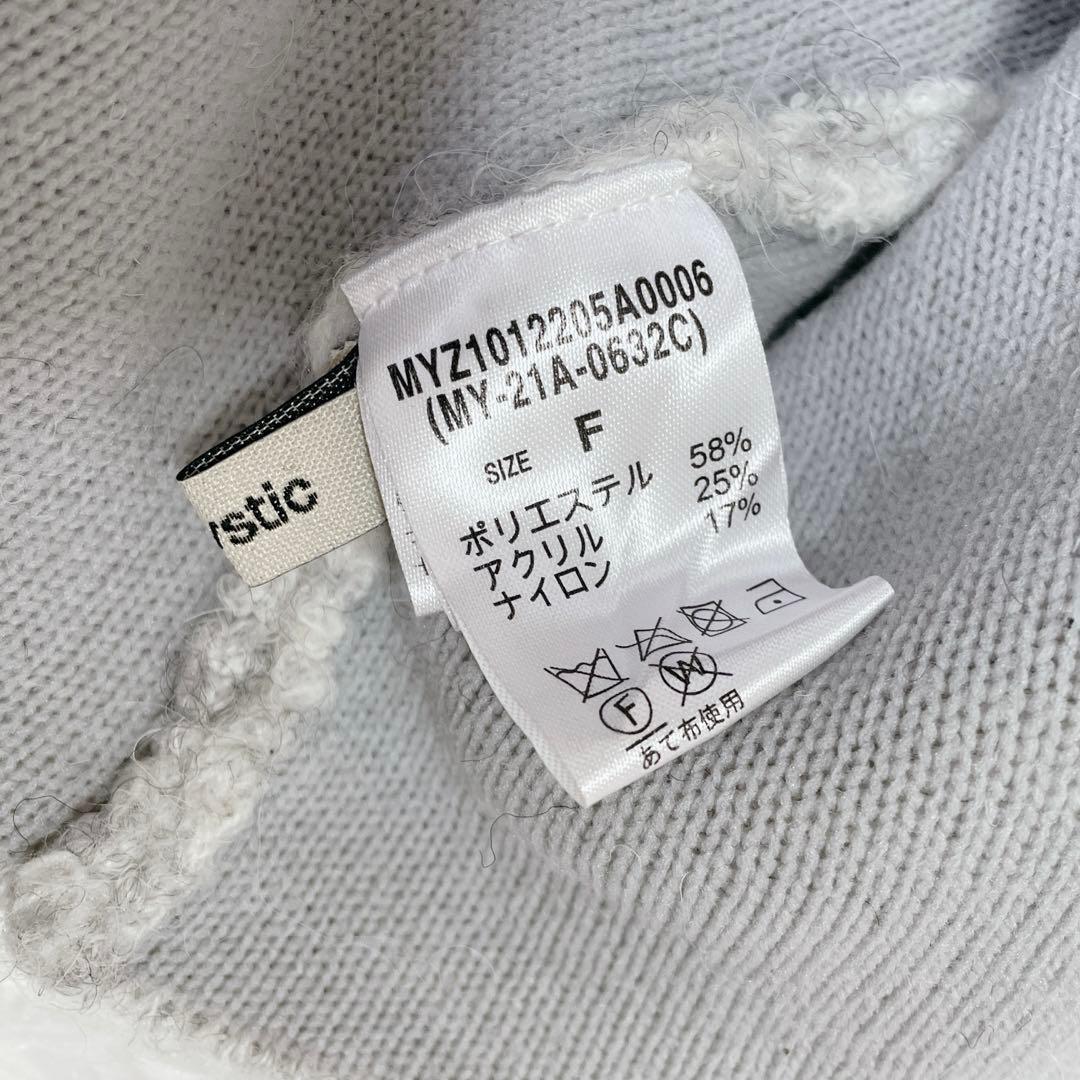 MYZ1012205A0006
(MY-21A-0632C)
SIZE F
ポリエステル 58%
アクリル 25%
ナイロン 17%
F
あて布使用
stic